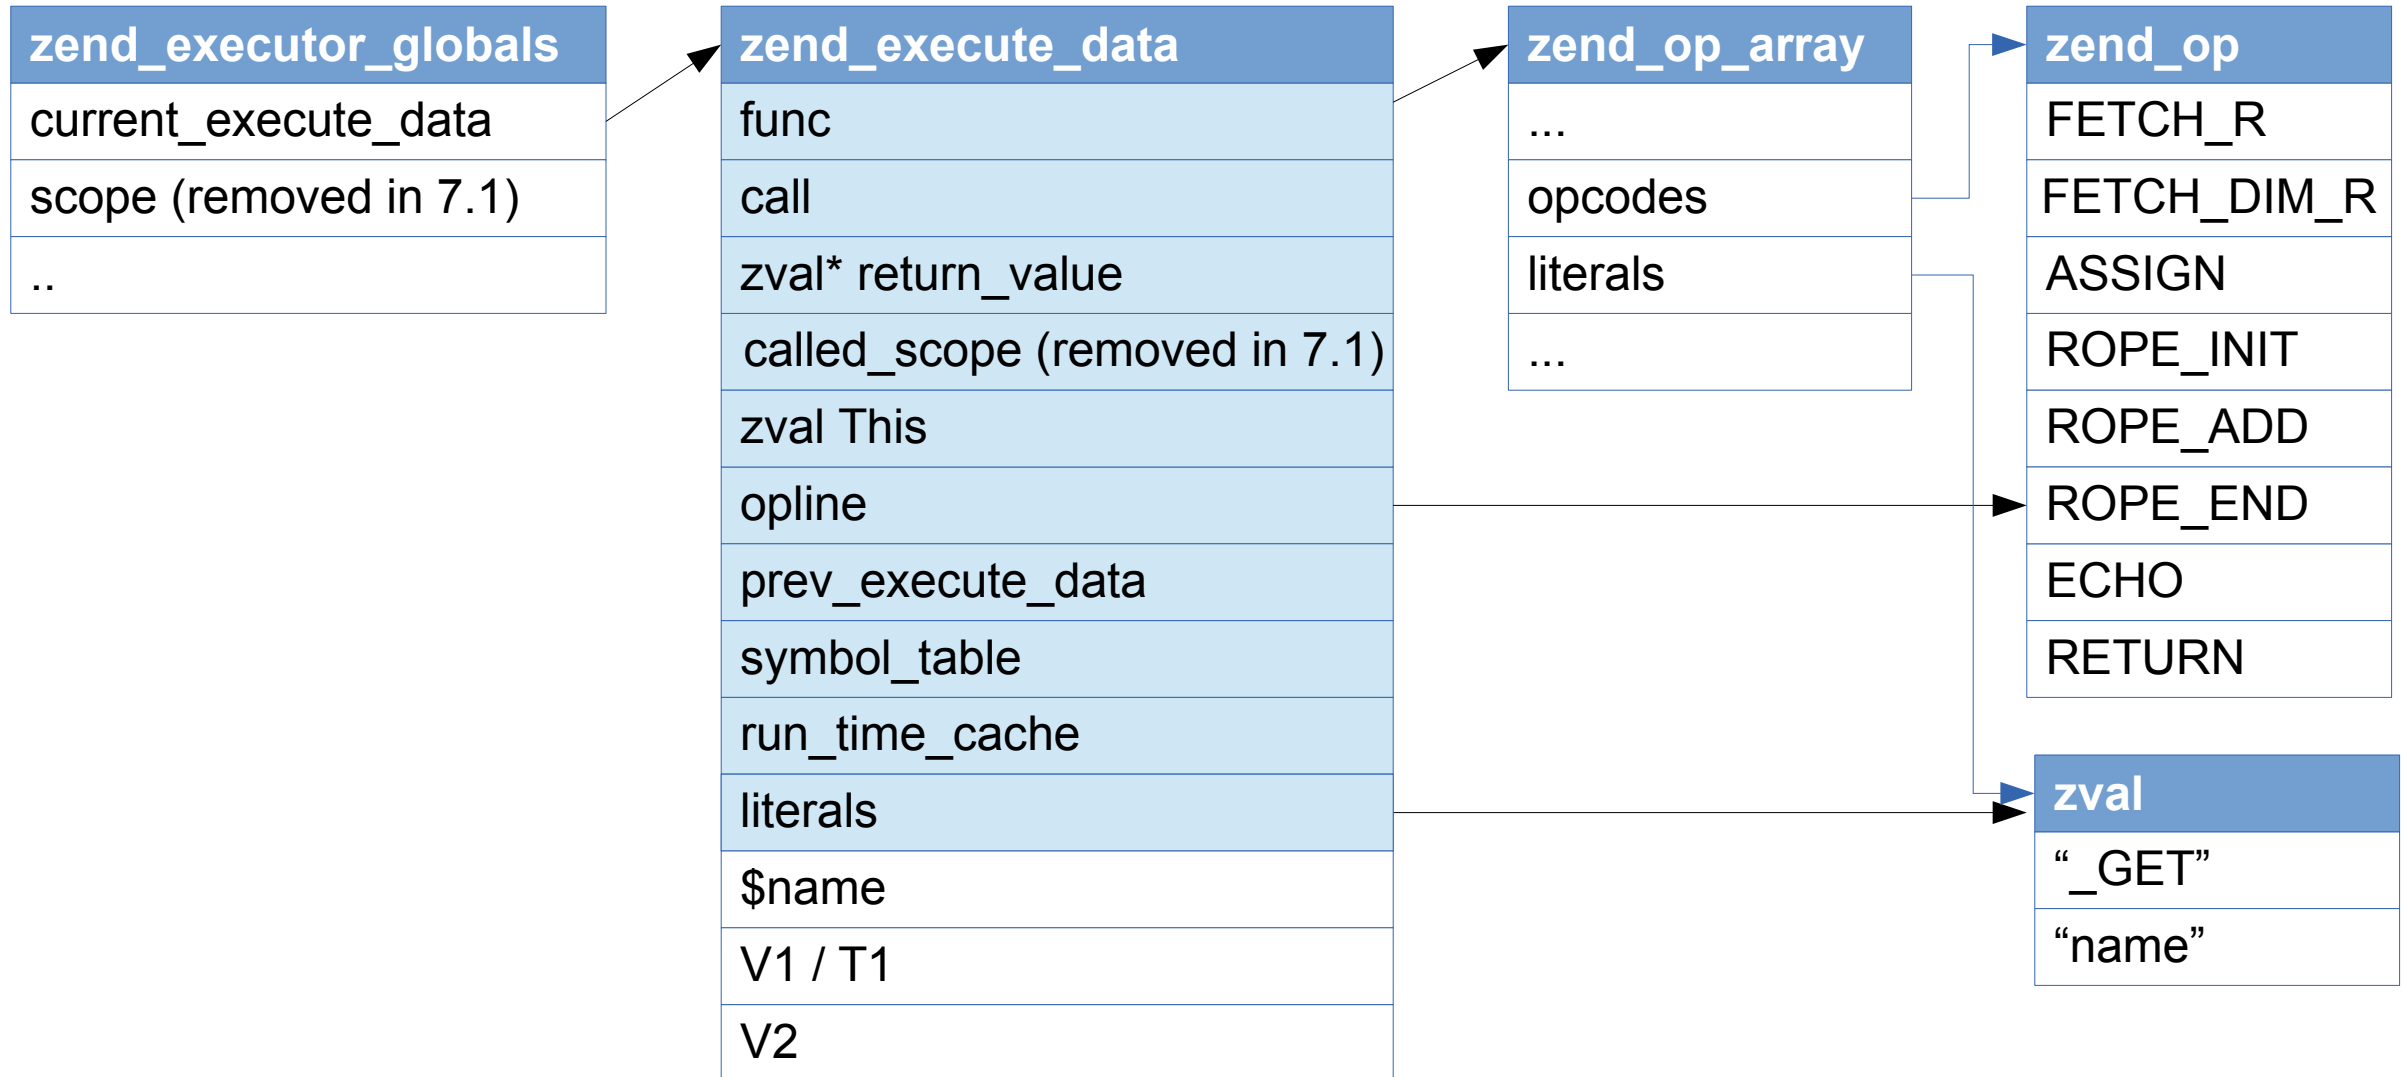 zend_executor_globals
current_execute_data
scope (removed in 7.1)
..
zend_execute_data
func
call
zval* return_value
called_scope (removed in 7.1)
zval This
opline
prev_execute_data
symbol_table
run_time_cache
literals
$name
V1 / T1
V2
zend_op_array
...
opcodes
literals
...
zend_op
FETCH_R
FETCH_DIM_R
ASSIGN
ROPE_INIT
ROPE_ADD
ROPE_END
ECHO
RETURN
zval
“_GET”
“name”